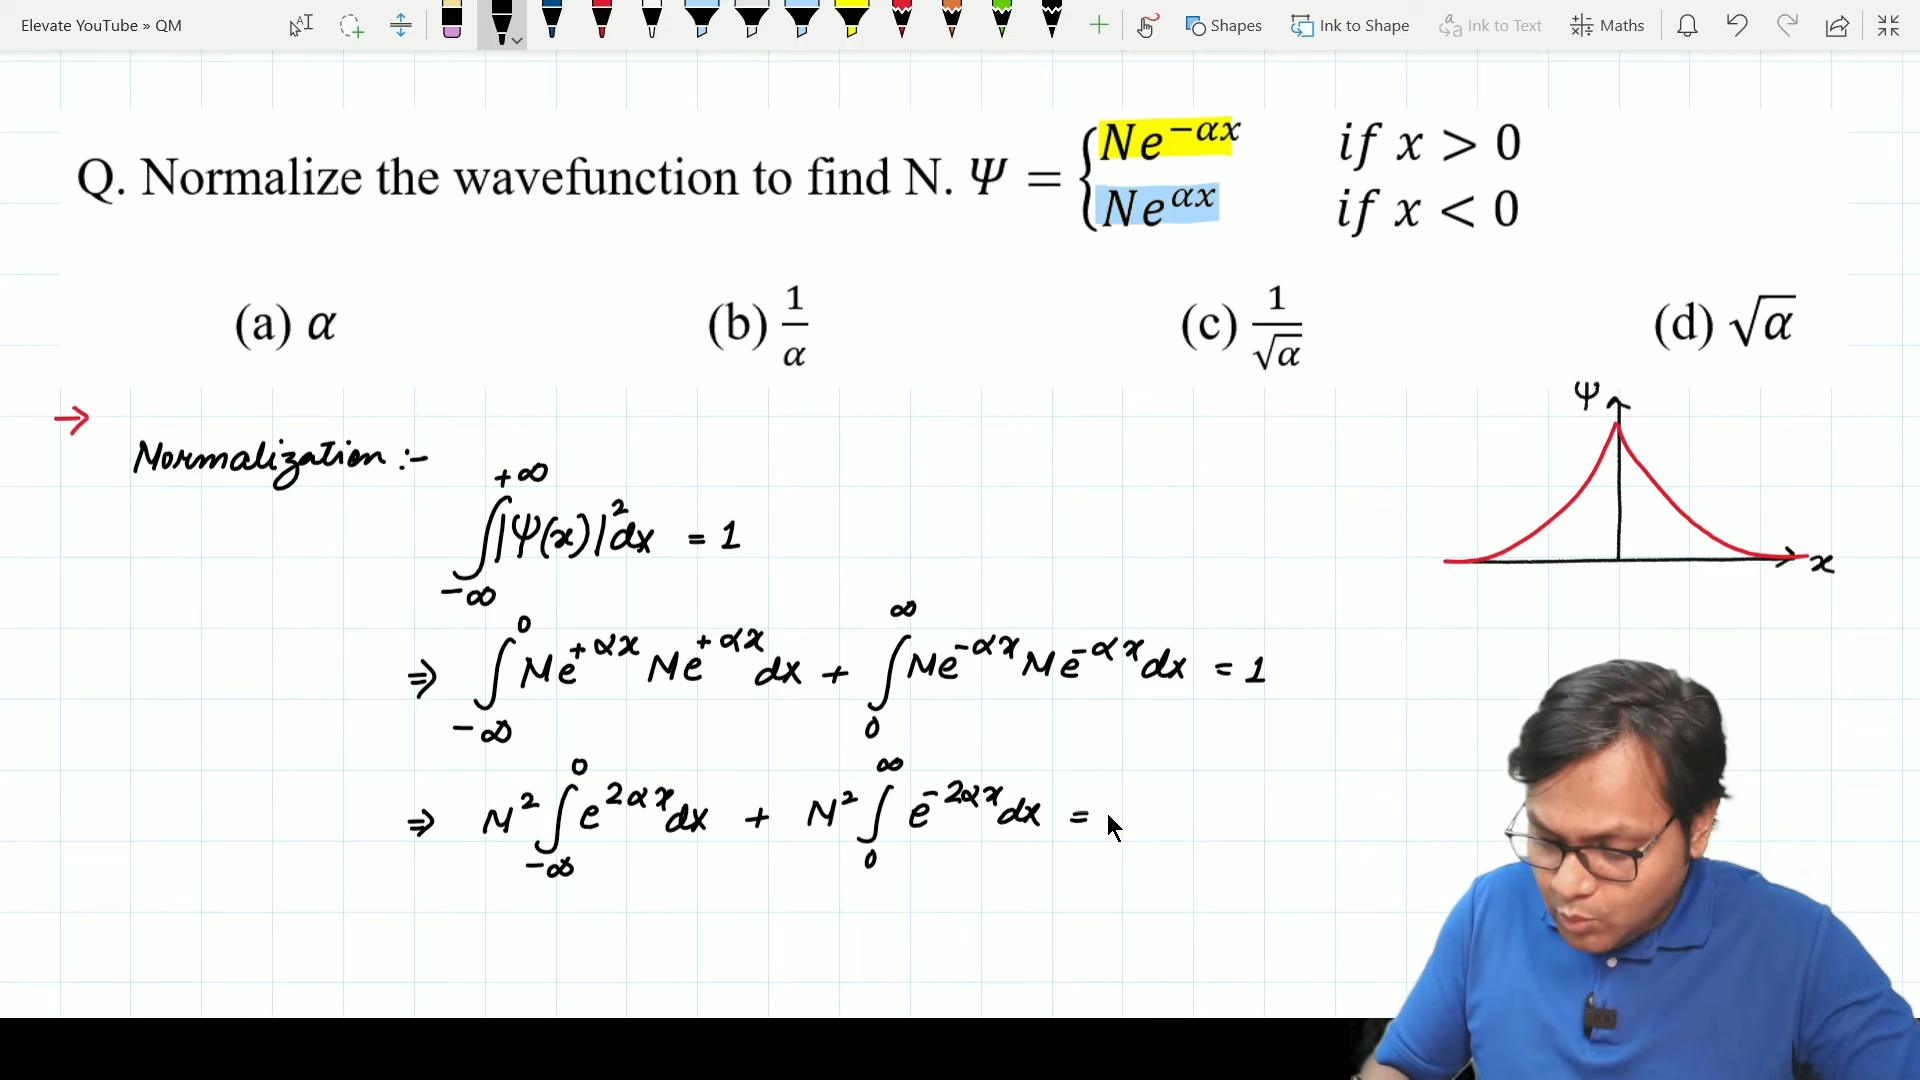 Elevate YouTube » QM
Shapes
Ink to Shape
Ink to Text
Maths
Q. Normalize the wavefunction to find N. Ψ = { Ne^{−αx} if x > 0
Ne^{αx} if x < 0
(a) α (b) 1/α (c) 1/√α (d) √α
→
Ψ
x
Normalization :-
∫_{-∞}^{+∞} |Ψ(x)|² dx = 1
⇒ ∫_{-∞}^{0} Ne^{+αx} Ne^{+αx} dx + ∫_{0}^{∞} Ne^{-αx} Ne^{-αx} dx = 1
⇒ N² ∫_{-∞}^{0} e^{2αx} dx + N² ∫_{0}^{∞} e^{-2αx} dx =